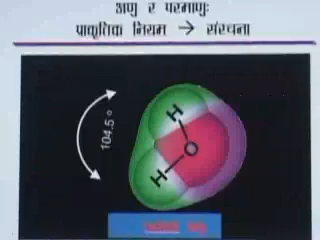 अणु र परमाणुः
प्राकृतिक नियम → संरचना
104.5°
H
O
H